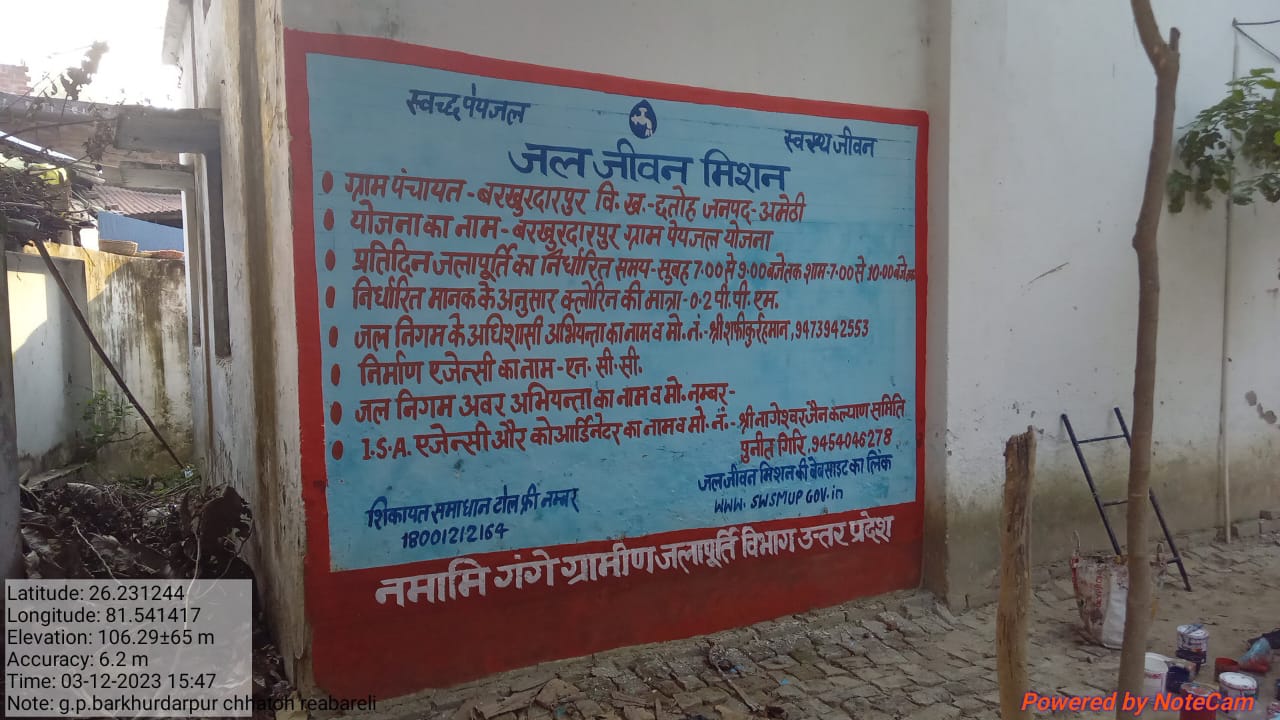 स्वच्द्द पेयजल
स्वस्थ जीवन
जल जीवन मिशन
• ग्राम पंचायत - बरखुरदारपुर वि. ख.- छतोह जनपद - अमेठी
• योजना का नाम - बरखुरदारपुर ग्राम पेयजल योजना
• प्रतिदिन जलापूर्ति का निर्धारित समय - सुबह 7.00 से 9.00 बजे तक शाम - 7.00 से 10.00 बजे तक
• निर्धारित मानक के अनुसार क्लोरिन की मात्रा - 0.2 पी. पी. एम.
• जल निगम के अधिशासी अभियन्ता का नाम व मो. नं.- श्री शफीकुर्रहमान, 9473942553
• निर्माण एजेन्सी का नाम - एन. सी. सी.
• जल निगम अवर अभियन्ता का नाम व मो. नम्बर -
• I.S.A. एजेन्सी और कोआर्डिनेटर का नाम व मो. नं.- श्री नागेश्वर जैन कल्याण समिति
पुनीत गिरि, 9454046278
शिकायत समाधान टोल फ्री नम्बर
18001212164
जल जीवन मिशन की वेबसाइट का लिंक
WWW. SWSMUP GOV.in
नमामि गंगे ग्रामीण जलापूर्ति विभाग उत्तर प्रदेश
Latitude: 26.231244
Longitude: 81.541417
Elevation: 106.29±65 m
Accuracy: 6.2 m
Time: 03-12-2023 15:47
Note: g.p.barkhurdarpur chhatoh reabareli
Powered by NoteCam